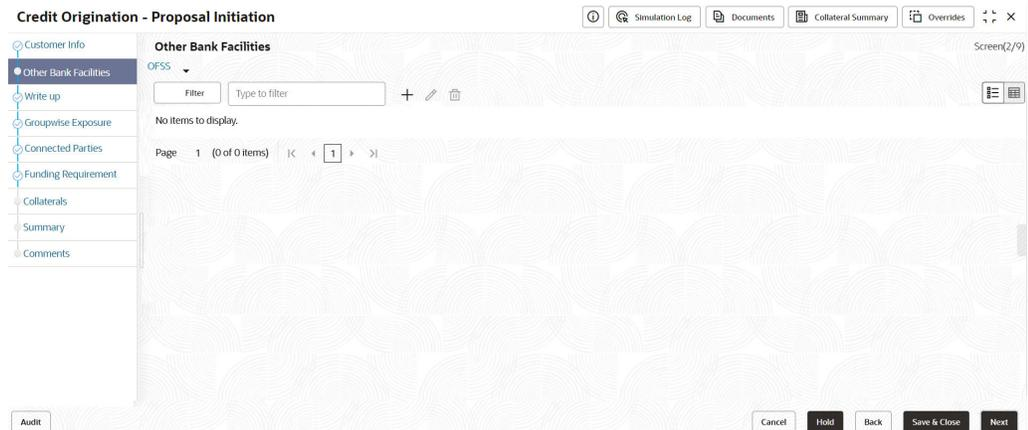 Credit Origination - Proposal Initiation
Simulation Log
Documents
Collateral Summary
Overrides
Customer Info
Other Bank Facilities
Write up
Groupwise Exposure
Connected Parties
Funding Requirement
Collaterals
Summary
Comments
Other Bank Facilities
Screen(2/9)
OFSS
Filter
Type to filter
No items to display.
Page 1 (0 of 0 items) 1
Audit
Cancel
Hold
Back
Save & Close
Next